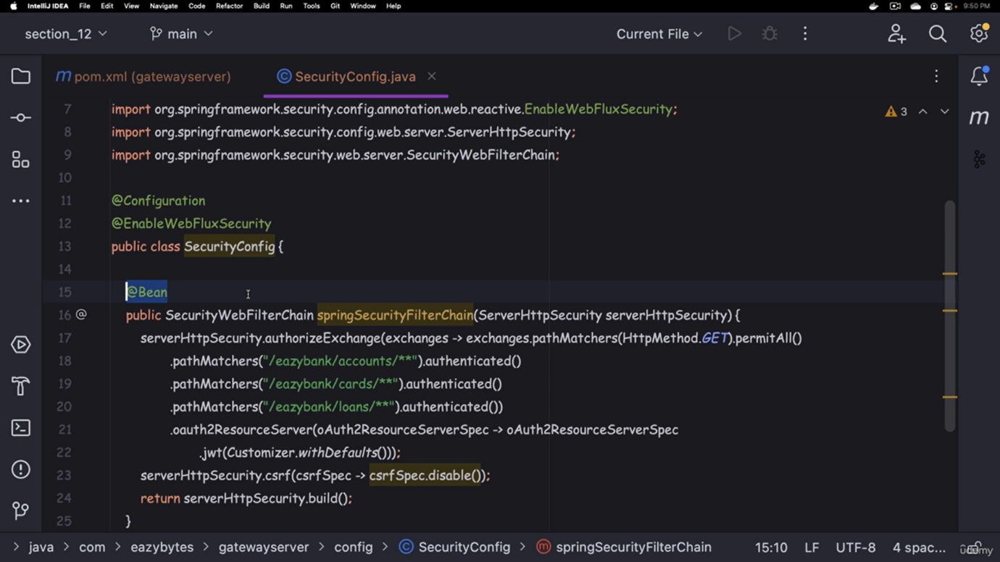 IntelliJ IDEA File Edit View Navigate Code Refactor Build Run Tools Git Window Help 9:50 PM
section_12 main Current File
pom.xml (gatewayserver) SecurityConfig.java
7 import org.springframework.security.config.annotation.web.reactive.EnableWebFluxSecurity; 3
8 import org.springframework.security.config.web.server.ServerHttpSecurity;
9 import org.springframework.security.web.server.SecurityWebFilterChain;
10
11 @Configuration
12 @EnableWebFluxSecurity
13 public class SecurityConfig {
14
15 @Bean
16 public SecurityWebFilterChain springSecurityFilterChain(ServerHttpSecurity serverHttpSecurity) {
17 serverHttpSecurity.authorizeExchange(exchanges -> exchanges.pathMatchers(HttpMethod.GET).permitAll()
18 .pathMatchers("/eazybank/accounts/**").authenticated()
19 .pathMatchers("/eazybank/cards/**").authenticated()
20 .pathMatchers("/eazybank/loans/**").authenticated())
21 .oauth2ResourceServer(oAuth2ResourceServerSpec -> oAuth2ResourceServerSpec
22 .jwt(Customizer.withDefaults()));
23 serverHttpSecurity.csrf(csrfSpec -> csrfSpec.disable());
24 return serverHttpSecurity.build();
25 }
java com eazybytes gatewayserver config SecurityConfig springSecurityFilterChain 15:10 LF UTF-8 4 spac... udemy